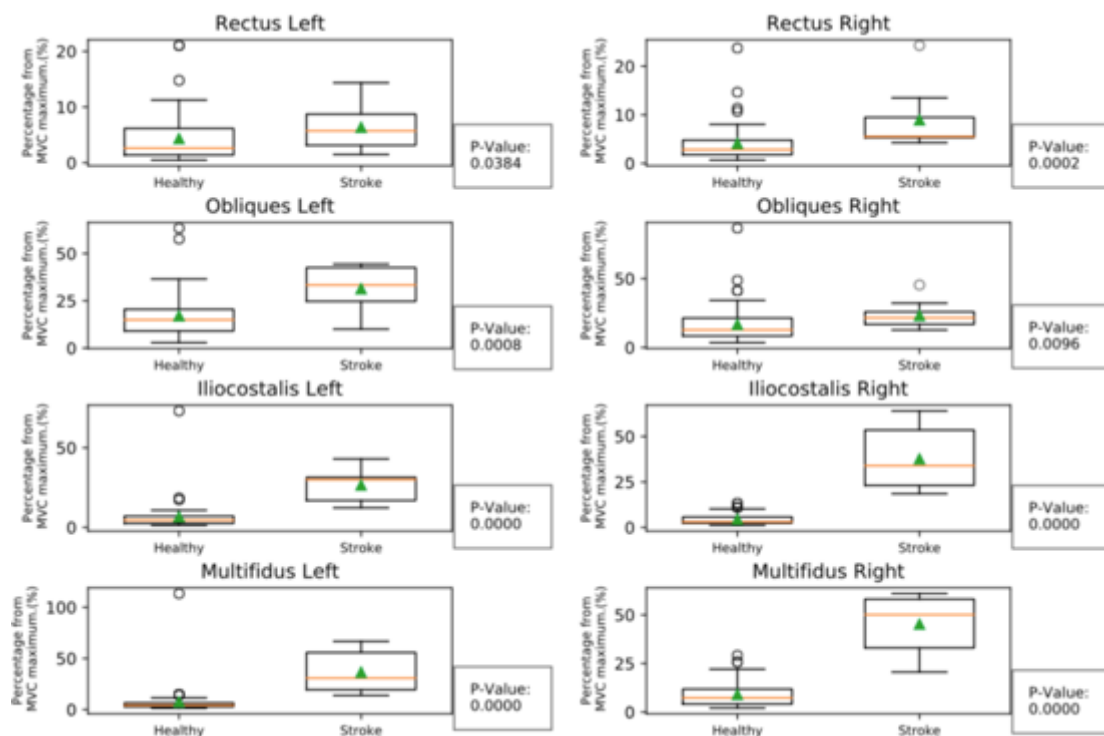 Rectus Left
Percentage from
MVC maximum.(%)
20
10
0
Healthy
Stroke
P-Value:
0.0384
Rectus Right
Percentage from
MVC maximum.(%)
20
10
0
Healthy
Stroke
P-Value:
0.0002
Obliques Left
Percentage from
MVC maximum.(%)
50
25
0
Healthy
Stroke
P-Value:
0.0008
Obliques Right
Percentage from
MVC maximum.(%)
50
0
Healthy
Stroke
P-Value:
0.0096
Iliocostalis Left
Percentage from
MVC maximum.(%)
50
0
Healthy
Stroke
P-Value:
0.0000
Iliocostalis Right
Percentage from
MVC maximum.(%)
50
0
Healthy
Stroke
P-Value:
0.0000
Multifidus Left
Percentage from
MVC maximum.(%)
100
50
0
Healthy
Stroke
P-Value:
0.0000
Multifidus Right
Percentage from
MVC maximum.(%)
50
25
0
Healthy
Stroke
P-Value:
0.0000